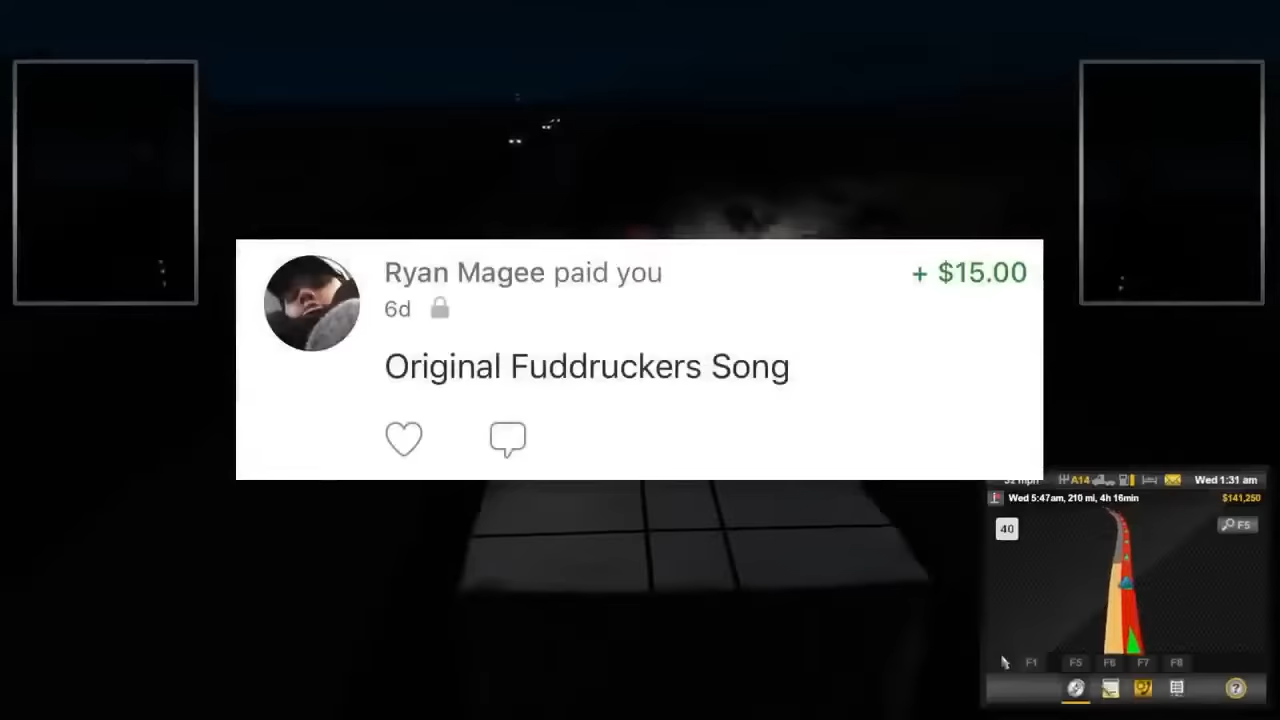 Ryan Magee paid you
+ $15.00
6d
Original Fuddruckers Song
A14
Wed 1:31 am
Wed 5:47am, 210 mi, 4h 16min
$141,250
40
F5
F1 F5 F6 F7 F8
?